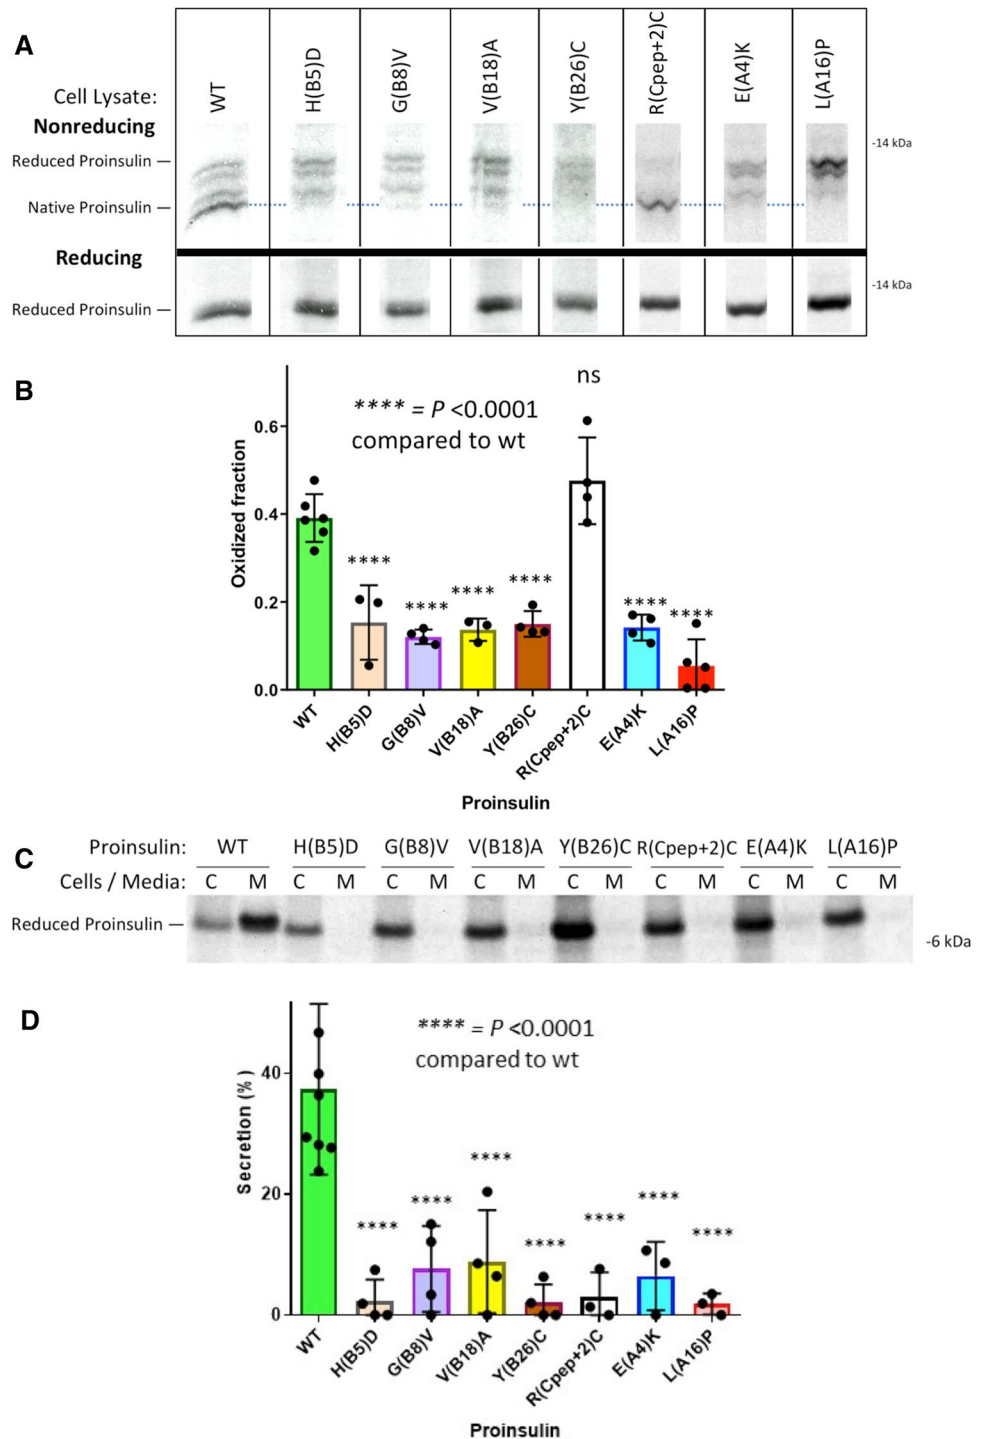 A
Cell Lysate:
WT
H(B5)D
G(B8)V
V(B18)A
Y(B26)C
R(Cpep+2)C
E(A4)K
L(A16)P
Nonreducing
Reduced Proinsulin
-14 kDa
Native Proinsulin
Reducing
-14 kDa
Reduced Proinsulin
B
ns
**** = P <0.0001
compared to wt
Oxidized fraction
0.6
0.4
0.2
0.0
****
****
****
****
****
****
WT
H(B5)D
G(B8)V
V(B18)A
Y(B26)C
R(Cpep+2)C
E(A4)K
L(A16)P
Proinsulin
C
Proinsulin: WT H(B5)D G(B8)V V(B18)A Y(B26)C R(Cpep+2)C E(A4)K L(A16)P
Cells / Media: C M C M C M C M C M C M C M C M
Reduced Proinsulin
-6 kDa
D
**** = P <0.0001
compared to wt
Secretion (%)
40
20
0
****
****
****
****
****
****
****
WT
H(B5)D
G(B8)V
V(B18)A
Y(B26)C
R(Cpep+2)C
E(A4)K
L(A16)P
Proinsulin